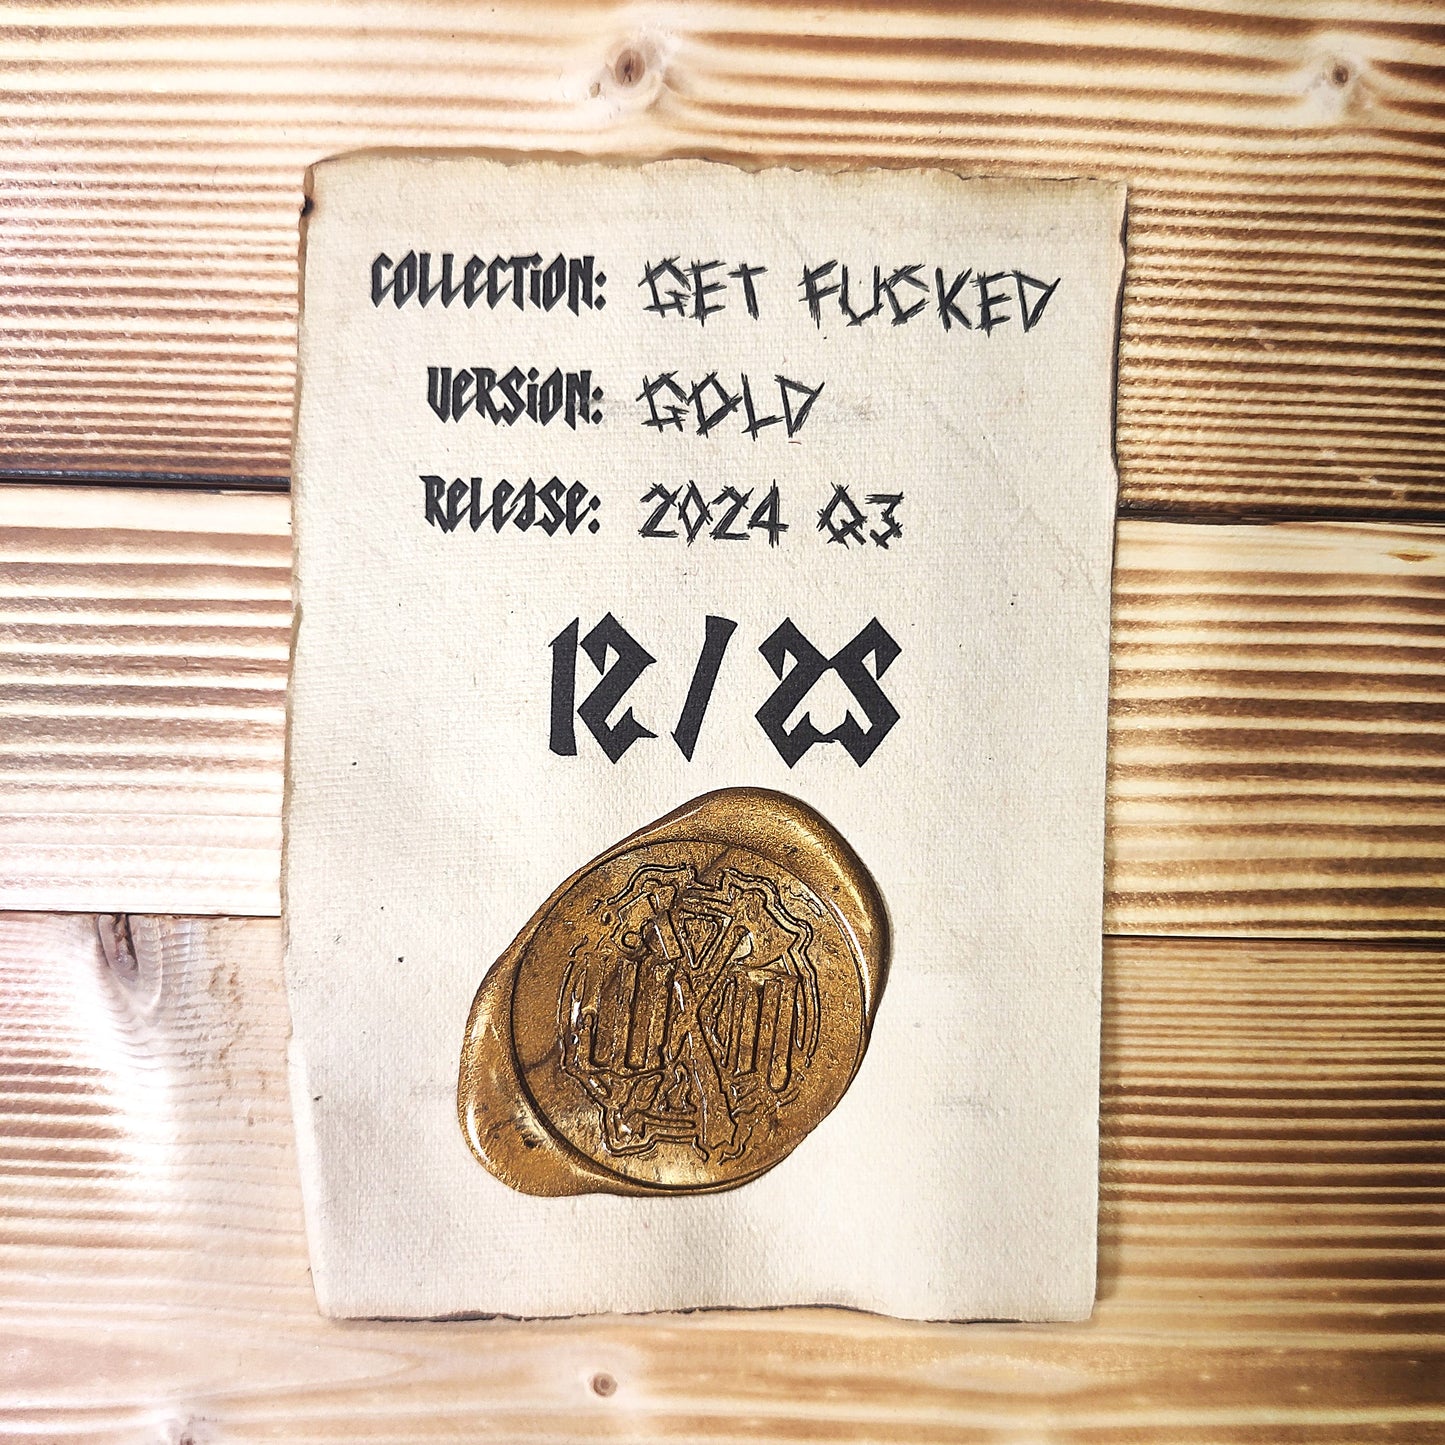 COLLECTION: GET FUCKED
VERSION: GOLD
RELEASE: 2024 Q3
12/25